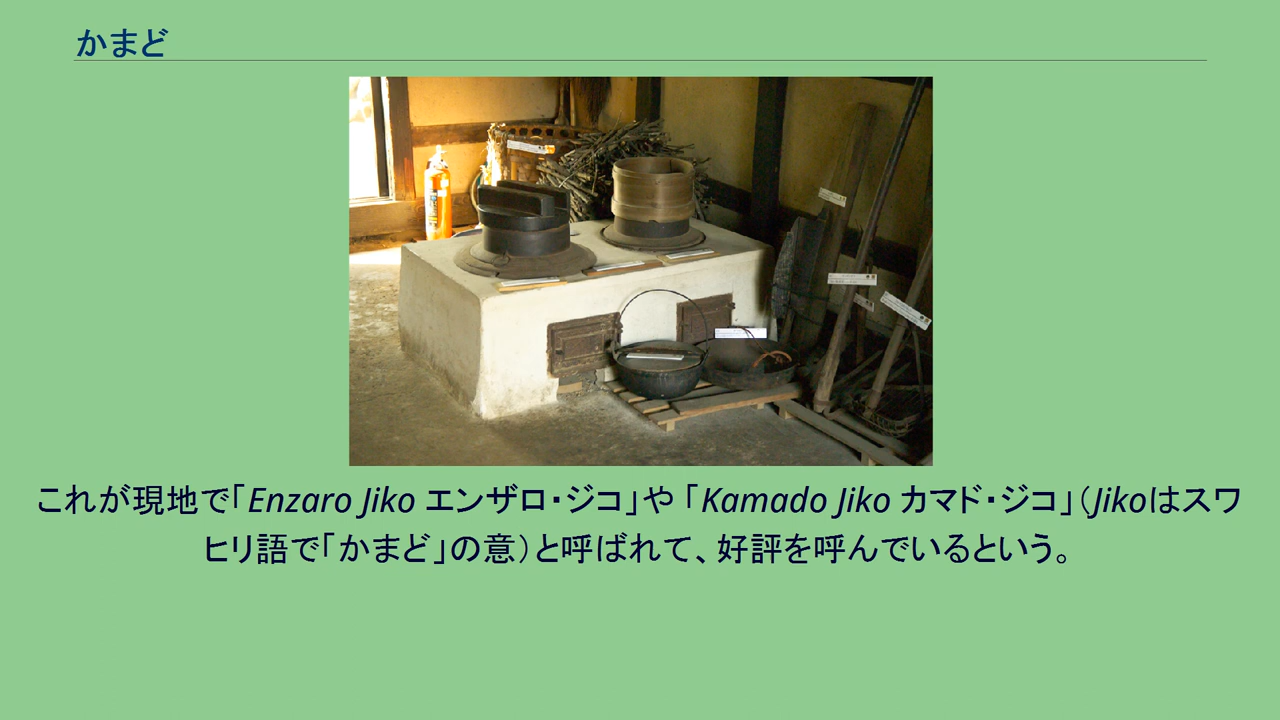 かまど
これが現地で「Enzaro Jiko エンザロ・ジコ」や「Kamado Jiko カマド・ジコ」（Jikoはスワ
ヒリ語で「かまど」の意）と呼ばれて、好評を呼んでいるという。